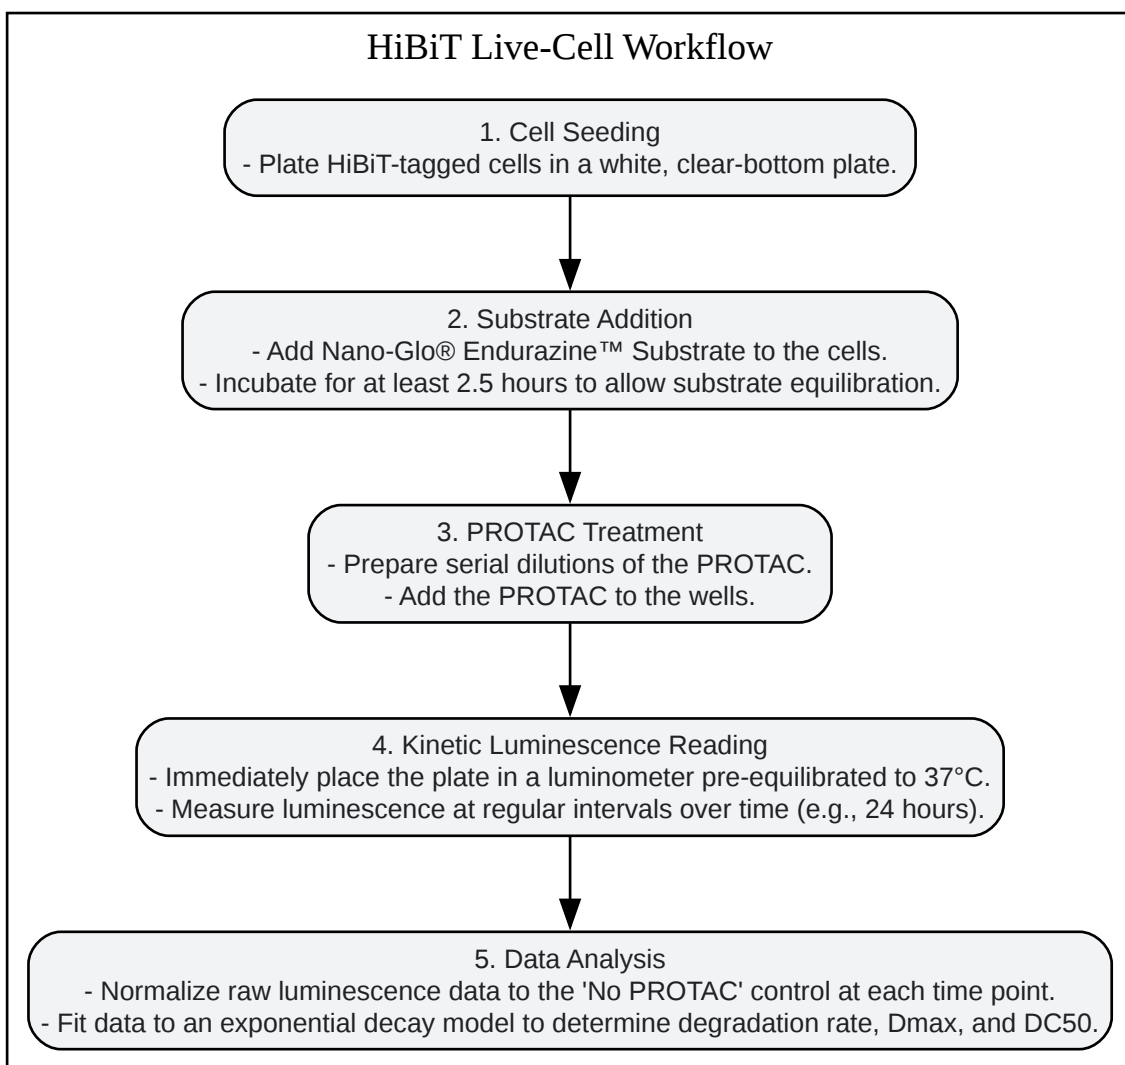 HiBiT Live-Cell Workflow
1. Cell Seeding
- Plate HiBiT-tagged cells in a white, clear-bottom plate.
2. Substrate Addition
- Add Nano-Glo® Endurazine™ Substrate to the cells.
- Incubate for at least 2.5 hours to allow substrate equilibration.
3. PROTAC Treatment
- Prepare serial dilutions of the PROTAC.
- Add the PROTAC to the wells.
4. Kinetic Luminescence Reading
- Immediately place the plate in a luminometer pre-equilibrated to 37°C.
- Measure luminescence at regular intervals over time (e.g., 24 hours).
5. Data Analysis
- Normalize raw luminescence data to the 'No PROTAC' control at each time point.
- Fit data to an exponential decay model to determine degradation rate, Dmax, and DC50.